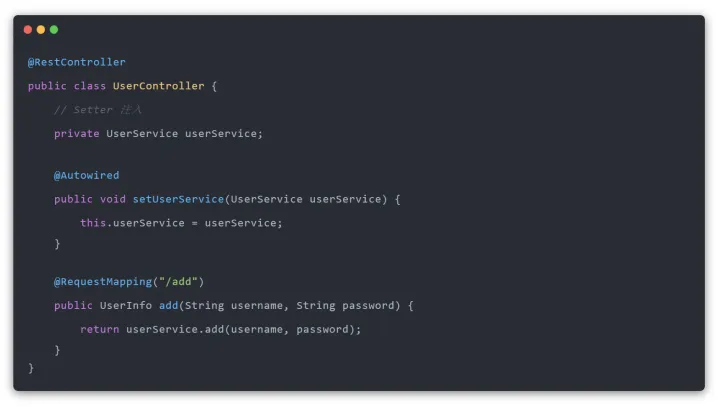 @RestController
public class UserController {
// Setter 注入
private UserService userService;
@Autowired
public void setUserService(UserService userService) {
this.userService = userService;
}
@RequestMapping("/add")
public UserInfo add(String username, String password) {
return userService.add(username, password);
}
}